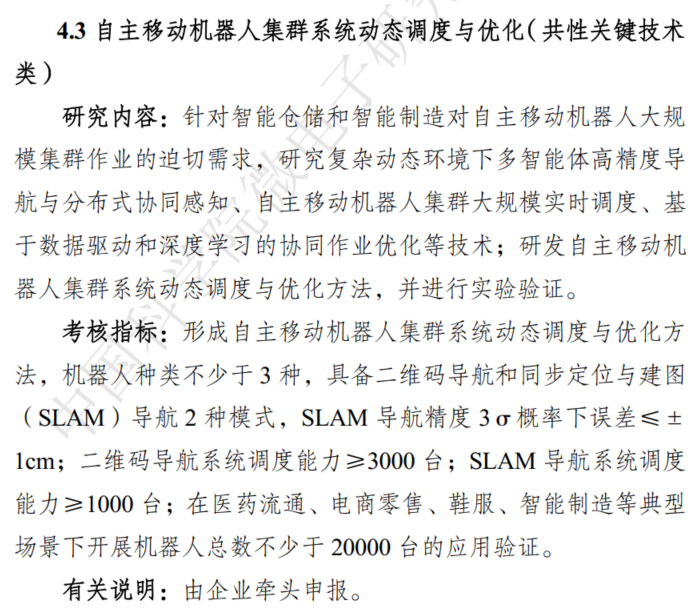 4.3 自主移动机器人集群系统动态调度与优化(共性关键技术
类)
研究内容：针对智能仓储和智能制造对自主移动机器人大规
模集群作业的迫切需求，研究复杂动态环境下多智能体高精度导
航与分布式协同感知、自主移动机器人集群大规模实时调度、基
于数据驱动和深度学习的协同作业优化等技术；研发自主移动机
器人集群系统动态调度与优化方法，并进行实验验证。
考核指标：形成自主移动机器人集群系统动态调度与优化方
法，机器人种类不少于 3 种，具备二维码导航和同步定位与建图
（SLAM）导航 2 种模式，SLAM 导航精度 3σ概率下误差≤±
1cm；二维码导航系统调度能力≥3000 台；SLAM 导航系统调度
能力≥1000 台；在医药流通、电商零售、鞋服、智能制造等典型
场景下开展机器人总数不少于 20000 台的应用验证。
有关说明：由企业牵头申报。
中国科学院微电子研究